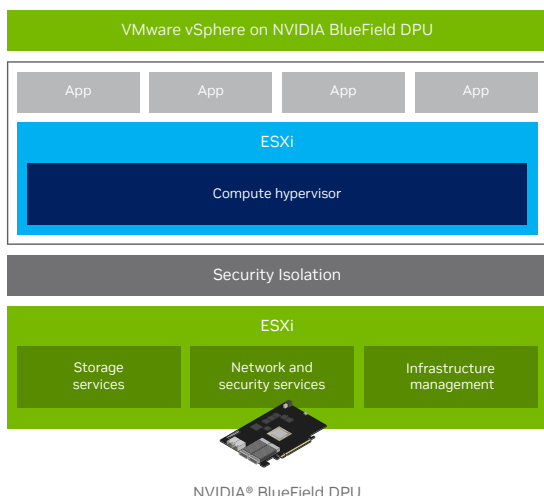 VMware vSphere on NVIDIA BlueField DPU
App App App App
ESXi
Compute hypervisor
Security Isolation
ESXi
Storage
services
Network and
security services
Infrastructure
management
NVIDIA® BlueField DPU